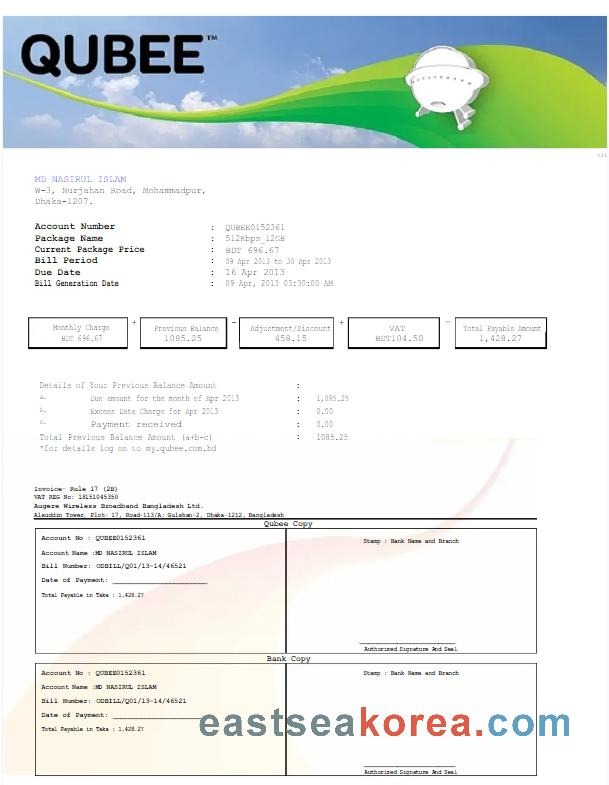 QUBEE™
MD NASIRUL ISLAM
W-3, Nurjahan Road, Mohammadpur,
Dhaka-1207.
Account Number : QUBEE0152361
Package Name : 512Kbps_12GB
Current Package Price : BDT 696.67
Bill Period : 09 Apr 2013 to 30 Apr 2013
Due Date : 16 Apr 2013
Bill Generation Date : 09 Apr, 2013 03:30:00 AM
Monthly Charge + Previous Balance - Adjustment/Discount + VAT = Total Payable Amount
BDT 696.67 1085.25 458.15 BDT104.50 1,428.27
Details of Your Previous Balance Amount :
a. Due amount for the month of Apr 2013 : 1,085.25
b. Excess Data Charge for Apr 2013 : 0.00
c. Payment received : 0.00
Total Previous Balance Amount (a+b-c) : 1085.25
*for details log on to my.qubee.com.bd
Invoice- Rule 17 (2B)
VAT REG No: 18151045350
Augere Wireless Broadband Bangladesh Ltd.
Alauddin Tower, Plot- 17, Road-113/A; Gulshan-2, Dhaka-1212, Bangladesh
Qubee Copy
Account No : QUBEE0152361
Stamp : Bank Name and Branch
Account Name :MD NASIRUL ISLAM
Bill Number: ODBILL/Q01/13-14/46521
Date of Payment: ______________________
Total Payable in Taka : 1,428.27
Authorized Signature And Seal
Bank Copy
Account No : QUBEE0152361
Stamp : Bank Name and Branch
Account Name :MD NASIRUL ISLAM
Bill Number: ODBILL/Q01/13-14/46521
Date of Payment: ______________________
Total Payable in Taka : 1,428.27
eastseakorea.com
Authorized Signature And Seal